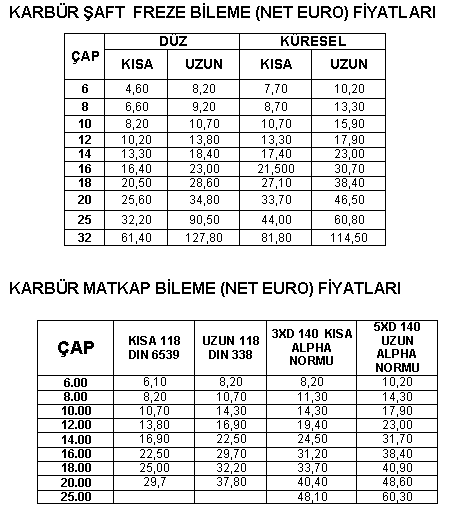 KARBÜR ŞAFT FREZE BİLEME (NET EURO) FİYATLARI
ÇAP DÜZ KÜRESEL
KISA UZUN KISA UZUN
6 4,60 8,20 7,70 10,20
8 6,60 9,20 8,70 13,30
10 8,20 10,70 10,70 15,90
12 10,20 13,80 13,30 17,90
14 13,30 18,40 17,40 23,00
16 16,40 23,00 21,500 30,70
18 20,50 28,60 27,10 38,40
20 25,60 34,80 33,70 46,50
25 32,20 90,50 44,00 60,80
32 61,40 127,80 81,80 114,50
KARBÜR MATKAP BİLEME (NET EURO) FİYATLARI
ÇAP KISA 118 DIN 6539 UZUN 118 DIN 338 3XD 140 KISA ALPHA NORMU 5XD 140 UZUN ALPHA NORMU
6.00 6,10 8,20 8,20 10,20
8.00 8,20 10,70 11,30 14,30
10.00 10,70 14,30 14,30 17,90
12.00 13,80 16,90 19,40 23,00
14.00 16,90 22,50 24,50 31,70
16.00 22,50 29,70 31,20 38,40
18.00 25,00 32,20 33,70 40,90
20.00 29,7 37,80 40,40 48,60
25.00 48,10 60,30